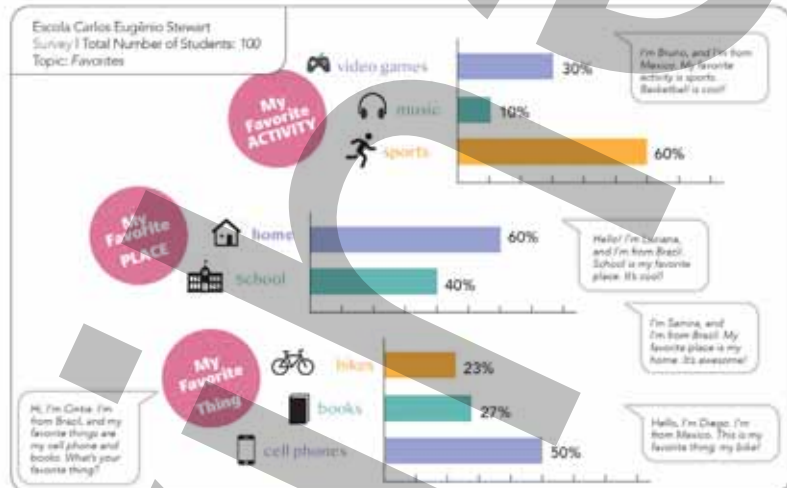 Escola Carlos Eugênio Stewart
Survey | Total Number of Students: 100
Topic: Favorites
My
Favorite
ACTIVITY
video games
30%
music
10%
sports
60%
I'm Bruno, and I'm from
Mexico. My favorite
activity is sports.
Basketball is cool!
My
Favorite
PLACE
home
60%
school
40%
Hello! I'm
and I'm from Brazil.
School is my favorite
place. It's cool!
I'm Samira, and
I'm from Brazil. My
favorite place is my
home. It's awesome!
My
Favorite
Thing
bikes
23%
books
27%
cell phones
50%
Hi, I'm Cintia. I'm
from Brazil, and my
favorite things are
my cell phone and
books. What's your
favorite thing?
Hello, I'm Diego. I'm
from Mexico. This is my
favorite thing: my bike!